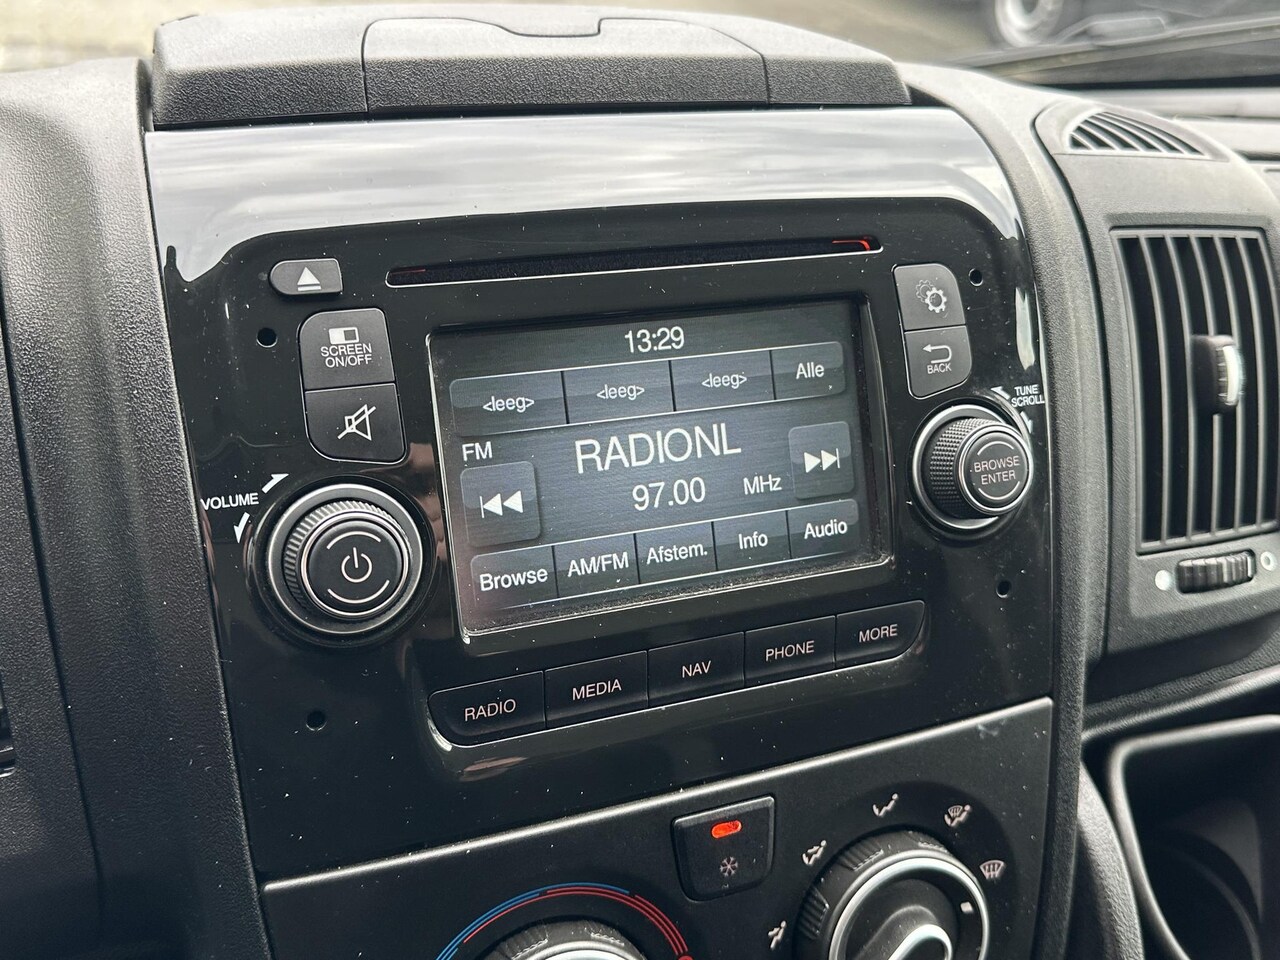 SCREEN
ON/OFF
VOLUME
13:29
<leeg>
<leeg>
<leeg>
Alle
FM
RADIONL
97.00 MHz
Browse
AM/FM
Afstem.
Info
Audio
BACK
TUNE
SCROLL
BROWSE
ENTER
RADIO
MEDIA
NAV
PHONE
MORE